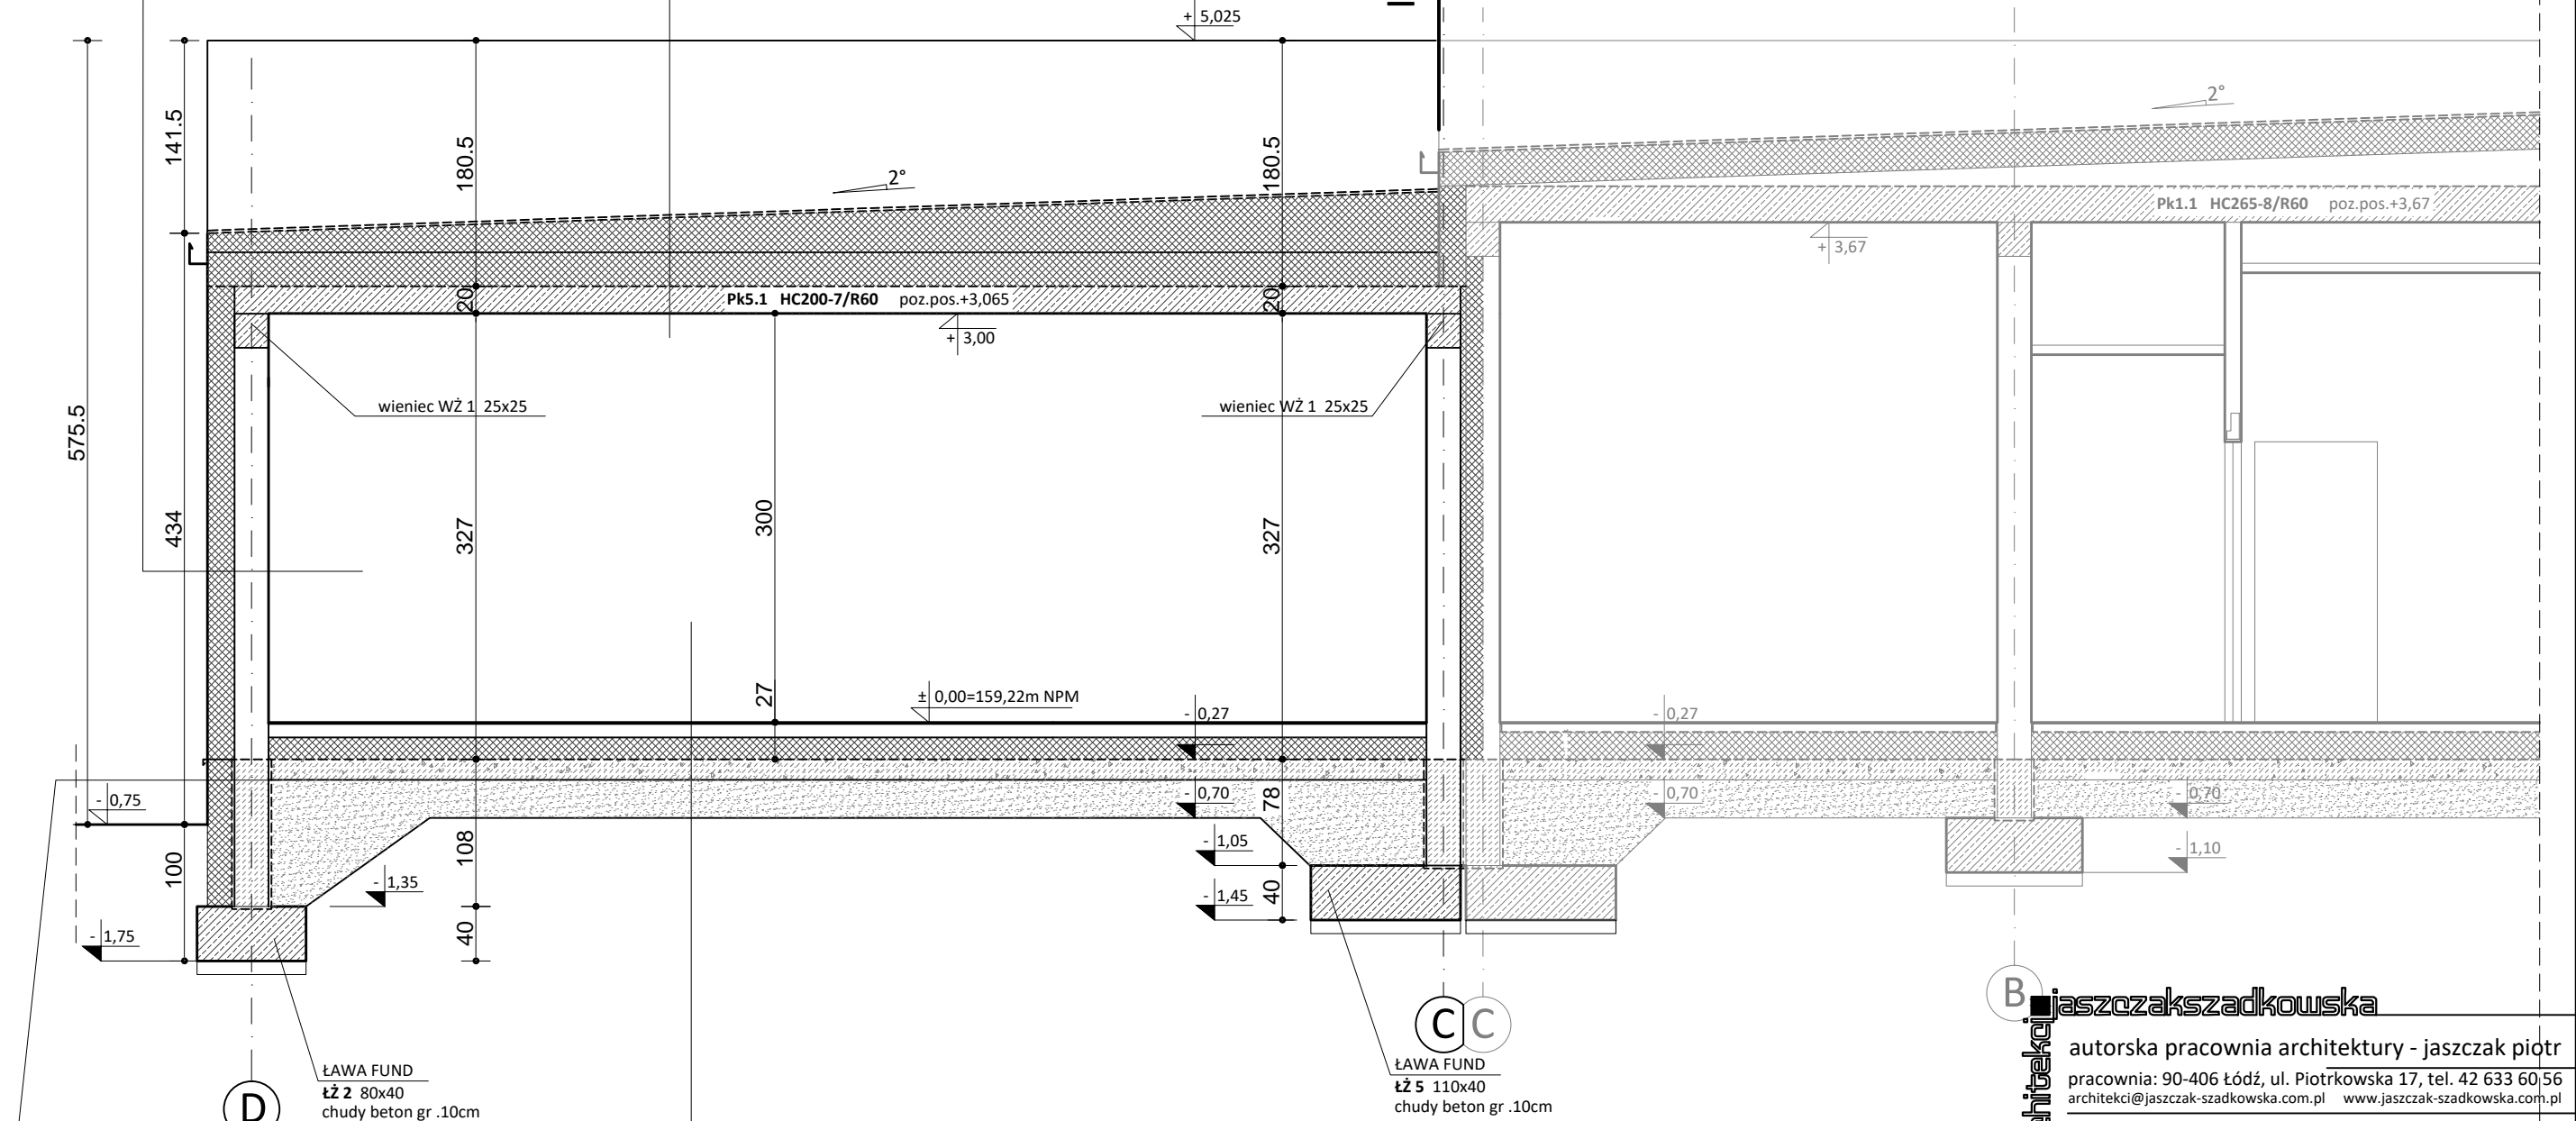 + 5,025
141.5
180.5
180.5
2°
2°
Pk1.1 HC265-8/R60 poz.pos.+3,67
+ 3,67
20
Pk5.1 HC200-7/R60 poz.pos.+3,065
20
+ 3,00
wieniec WŻ 1 25x25
wieniec WŻ 1 25x25
575.5
434
327
300
327
27
± 0,00=159,22m NPM
- 0,27
- 0,27
- 0,75
- 0,70
78
- 0,70
- 0,70
100
108
- 1,05
- 1,10
- 1,35
- 1,45
40
- 1,75
40
B
C
C
D
ŁAWA FUND
ŁŻ 2 80x40
chudy beton gr .10cm
ŁAWA FUND
ŁŻ 5 110x40
chudy beton gr .10cm
jaszczakszadkowska
autorska pracownia architektury - jaszczak piotr
pracownia: 90-406 Łódź, ul. Piotrkowska 17, tel. 42 633 60 56
architekci@jaszczak-szadkowska.com.pl www.jaszczak-szadkowska.com.pl